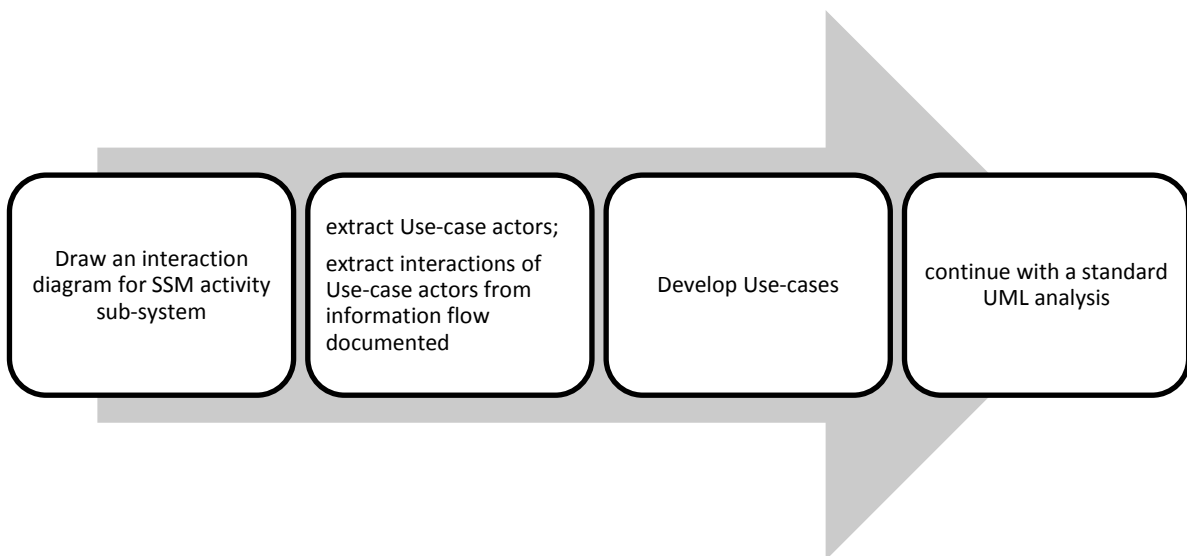 Draw an interaction
diagram for SSM activity
sub-system
extract Use-case actors;
extract interactions of
Use-case actors from
information flow
documented
Develop Use-cases
continue with a standard
UML analysis